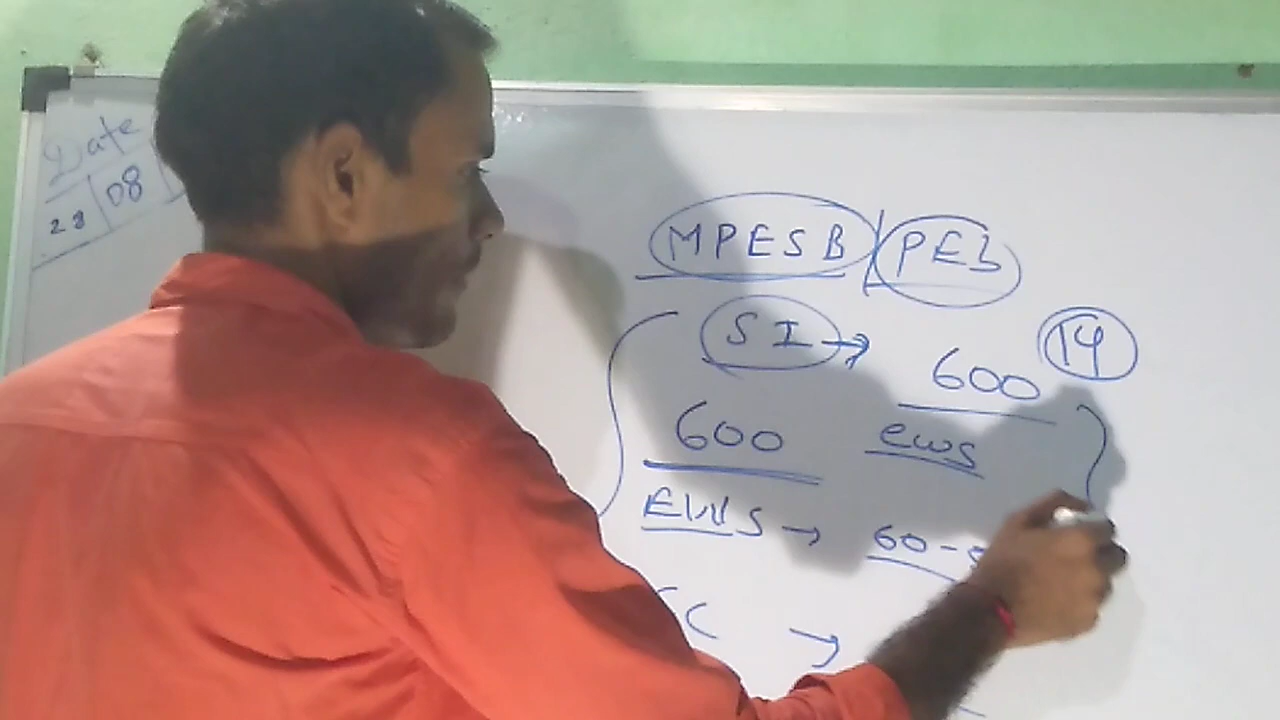 Date
28 08
MPESB PEB
SI → 600 14
600 ews
EWS → 60-
SC →